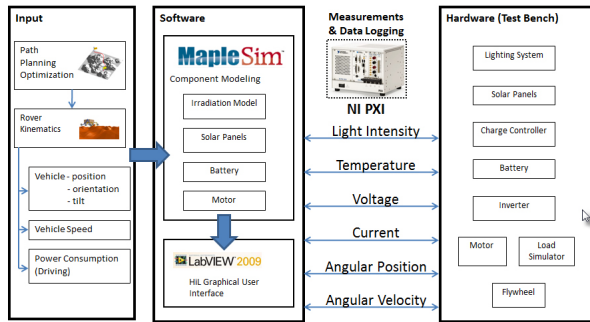 Input
Path
Planning
Optimization
Rover
Kinematics
Vehicle - position
- orientation
- tilt
Vehicle Speed
Power Consumption
(Driving)
Software
MapleSim
Component Modeling
Irradiation Model
Solar Panels
Battery
Motor
LabVIEW 2009
HiL Graphical User
Interface
Measurements
& Data Logging
NI PXI
Light Intensity
Temperature
Voltage
Current
Angular Position
Angular Velocity
Hardware (Test Bench)
Lighting System
Solar Panels
Charge Controller
Battery
Inverter
Motor
Load
Simulator
Flywheel